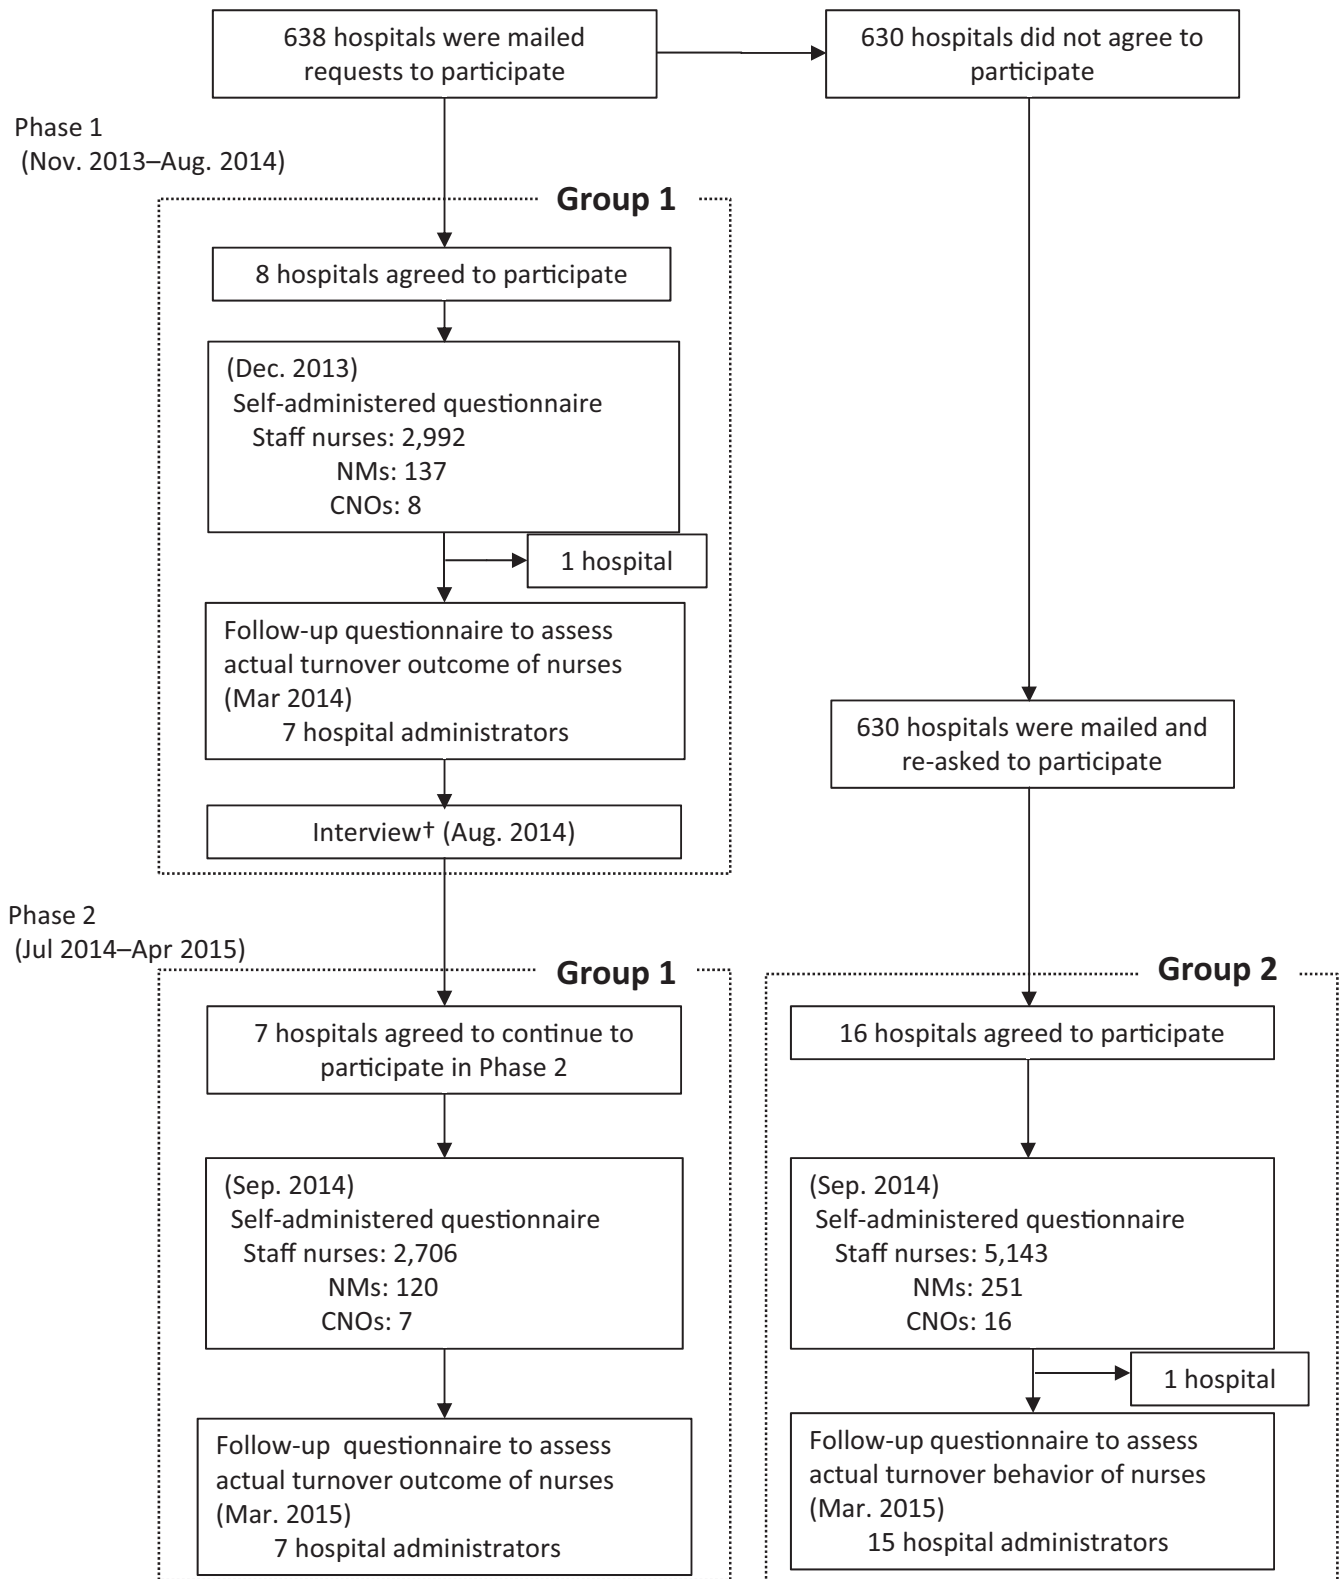 638 hospitals were mailed
requests to participate
630 hospitals did not agree to
participate
Phase 1
(Nov. 2013–Aug. 2014)
Group 1
8 hospitals agreed to participate
(Dec. 2013)
Self-administered questionnaire
Staff nurses: 2,992
NMs: 137
CNOs: 8
1 hospital
Follow-up questionnaire to assess
actual turnover outcome of nurses
(Mar 2014)
7 hospital administrators
630 hospitals were mailed and
re-asked to participate
Interview† (Aug. 2014)
Phase 2
(Jul 2014–Apr 2015)
Group 1
7 hospitals agreed to continue to
participate in Phase 2
(Sep. 2014)
Self-administered questionnaire
Staff nurses: 2,706
NMs: 120
CNOs: 7
Follow-up questionnaire to assess
actual turnover outcome of nurses
(Mar. 2015)
7 hospital administrators
Group 2
16 hospitals agreed to participate
(Sep. 2014)
Self-administered questionnaire
Staff nurses: 5,143
NMs: 251
CNOs: 16
1 hospital
Follow-up questionnaire to assess
actual turnover behavior of nurses
(Mar. 2015)
15 hospital administrators